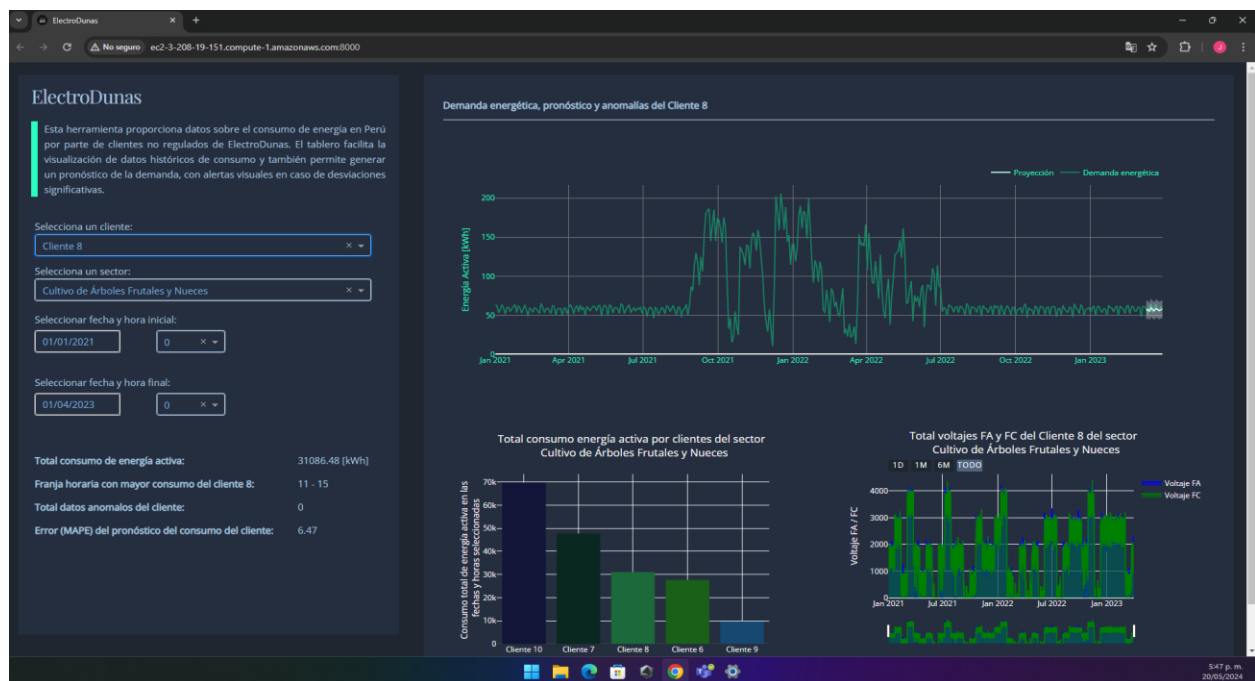 ElectroDunas
No seguro ec2-3-208-19-151.compute-1.amazonaws.com:8000
ElectroDunas
Esta herramienta proporciona datos sobre el consumo de energía en Perú
por parte de clientes no regulados de ElectroDunas. El tablero facilita la
visualización de datos históricos de consumo y también permite generar
un pronóstico de la demanda, con alertas visuales en caso de desviaciones
significativas.
Selecciona un cliente:
Cliente 8
Selecciona un sector:
Cultivo de Árboles Frutales y Nueces
Seleccionar fecha y hora inicial:
01/01/2021 0
Seleccionar fecha y hora final:
01/04/2023 0
Total consumo de energía activa: 31086.48 [kWh]
Franja horaria con mayor consumo del cliente 8: 11 - 15
Total datos anomalos del cliente: 0
Error (MAPE) del pronóstico del consumo del cliente: 6.47
Demanda energética, pronóstico y anomalías del Cliente 8
Proyección Demanda energética
Energía Activa [kWh]
200
150
100
50
0
Jan 2021 Apr 2021 Jul 2021 Oct 2021 Jan 2022 Apr 2022 Jul 2022 Oct 2022 Jan 2023
Total consumo energía activa por clientes del sector
Cultivo de Árboles Frutales y Nueces
Consumo total de energía activa en las
fechas y horas seleccionadas
70k
60k
50k
40k
30k
20k
10k
0
Cliente 10 Cliente 7 Cliente 8 Cliente 6 Cliente 9
Total voltajes FA y FC del Cliente 8 del sector
Cultivo de Árboles Frutales y Nueces
1D 1M 6M TODO
Voltaje FA
Voltaje FC
Voltaje FA / FC
4000
3000
2000
1000
0
Jan 2021 Jul 2021 Jan 2022 Jul 2022 Jan 2023
5:47 p. m.
20/05/2024